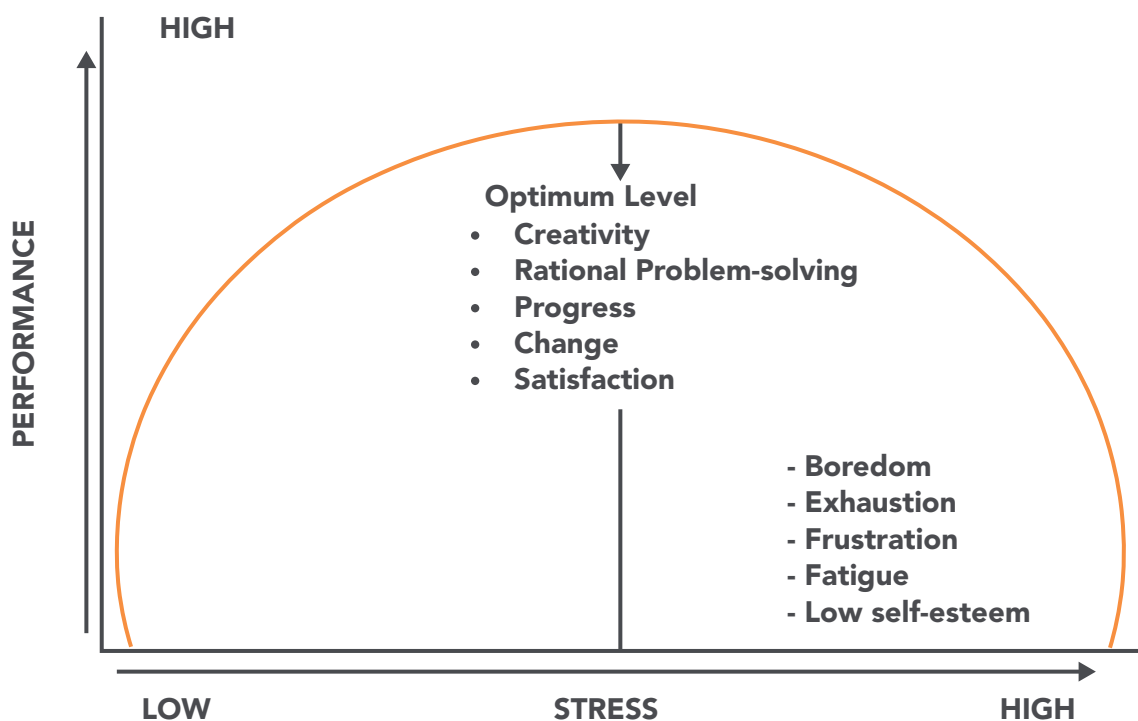 HIGH
PERFORMANCE
Optimum Level
• Creativity
• Rational Problem-solving
• Progress
• Change
• Satisfaction
- Boredom
- Exhaustion
- Frustration
- Fatigue
- Low self-esteem
LOW
STRESS
HIGH